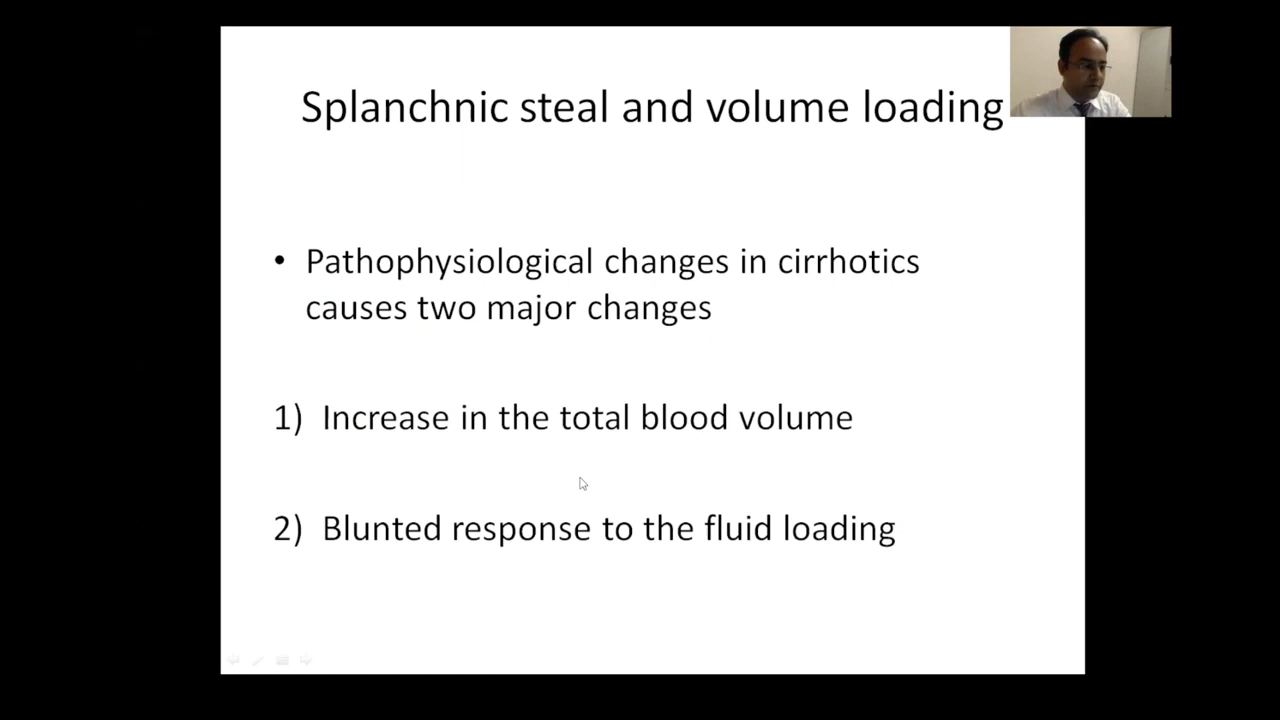 Splanchnic steal and volume loading
• Pathophysiological changes in cirrhotics
causes two major changes
1) Increase in the total blood volume
2) Blunted response to the fluid loading